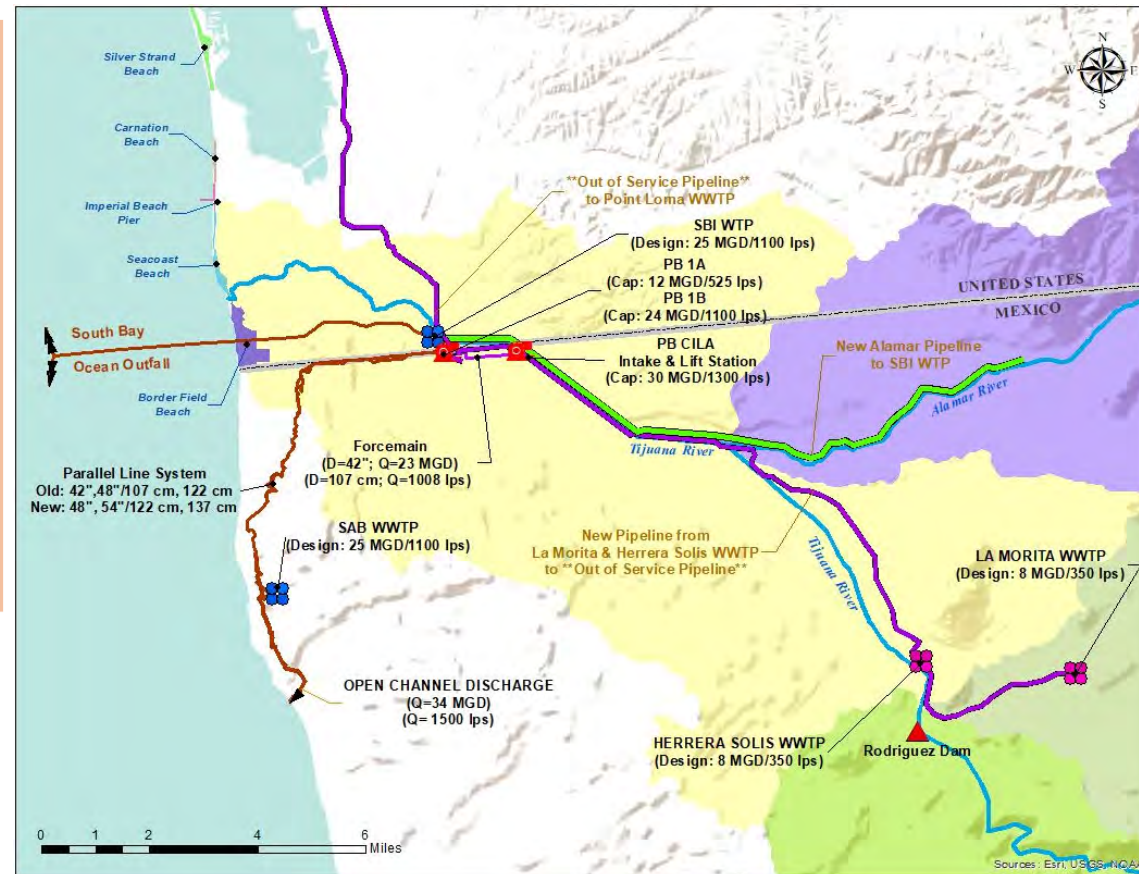 N
W E
S
Silver Strand
Beach
Carnation
Beach
Imperial Beach
Pier
Seacoast
Beach
**Out of Service Pipeline**
to Point Loma WWTP
SBI WTP
(Design: 25 MGD/1100 lps)
PB 1A
(Cap: 12 MGD/525 lps)
PB 1B
(Cap: 24 MGD/1100 lps)
PB CILA
Intake & Lift Station
(Cap: 30 MGD/1300 lps)
UNITED STATES
MEXICO
South Bay
Ocean Outfall
Border Field
Beach
New Alamar Pipeline
to SBI WTP
Alamar River
Tijuana River
Forcemain
(D=42"; Q=23 MGD)
(D=107 cm; Q=1008 lps)
Parallel Line System
Old: 42",48"/107 cm, 122 cm
New: 48", 54"/122 cm, 137 cm
SAB WWTP
(Design: 25 MGD/1100 lps)
New Pipeline from
La Morita & Herrera Solis WWTP
to **Out of Service Pipeline**
Tijuana River
LA MORITA WWTP
(Design: 8 MGD/350 lps)
OPEN CHANNEL DISCHARGE
(Q=34 MGD)
(Q= 1500 lps)
HERRERA SOLIS WWTP
(Design: 8 MGD/350 lps)
Rodriguez Dam
0 1 2 4 6
Miles
Sources: Esri, USGS, NOAA